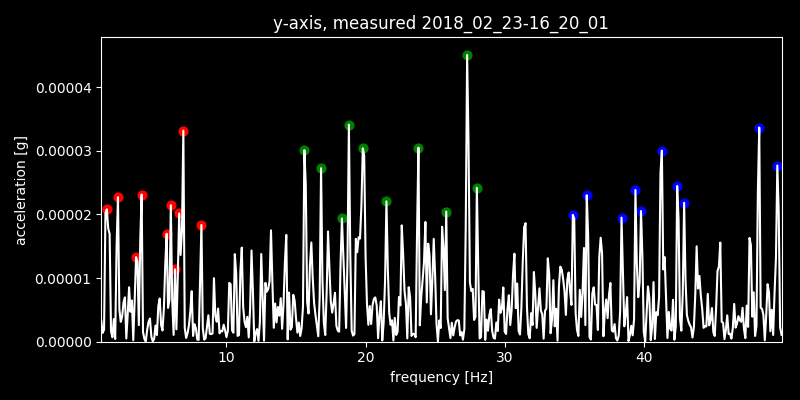 y-axis, measured 2018_02_23-16_20_01
acceleration [g]
0.00004
0.00003
0.00002
0.00001
0.00000
10 20 30 40
frequency [Hz]